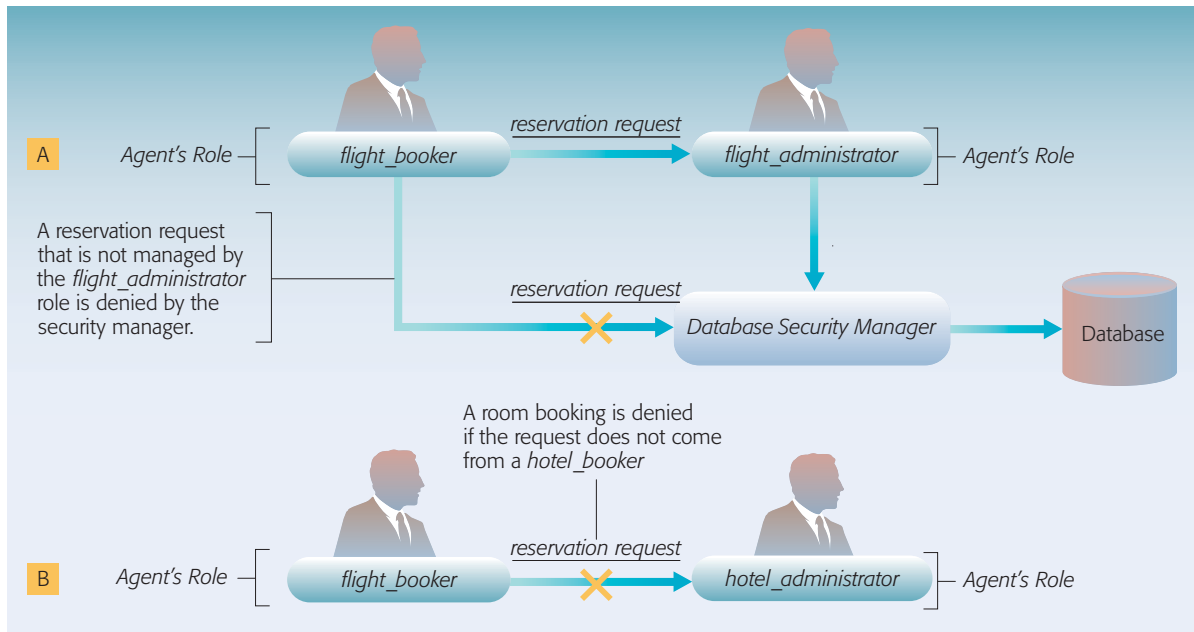 reservation request
A
Agent's Role
flight_booker
flight_administrator
Agent's Role
A reservation request
that is not managed by
the flight_administrator
role is denied by the
security manager.
reservation request
Database Security Manager
Database
A room booking is denied
if the request does not come
from a hotel_booker
reservation request
B
Agent's Role
flight_booker
hotel_administrator
Agent's Role